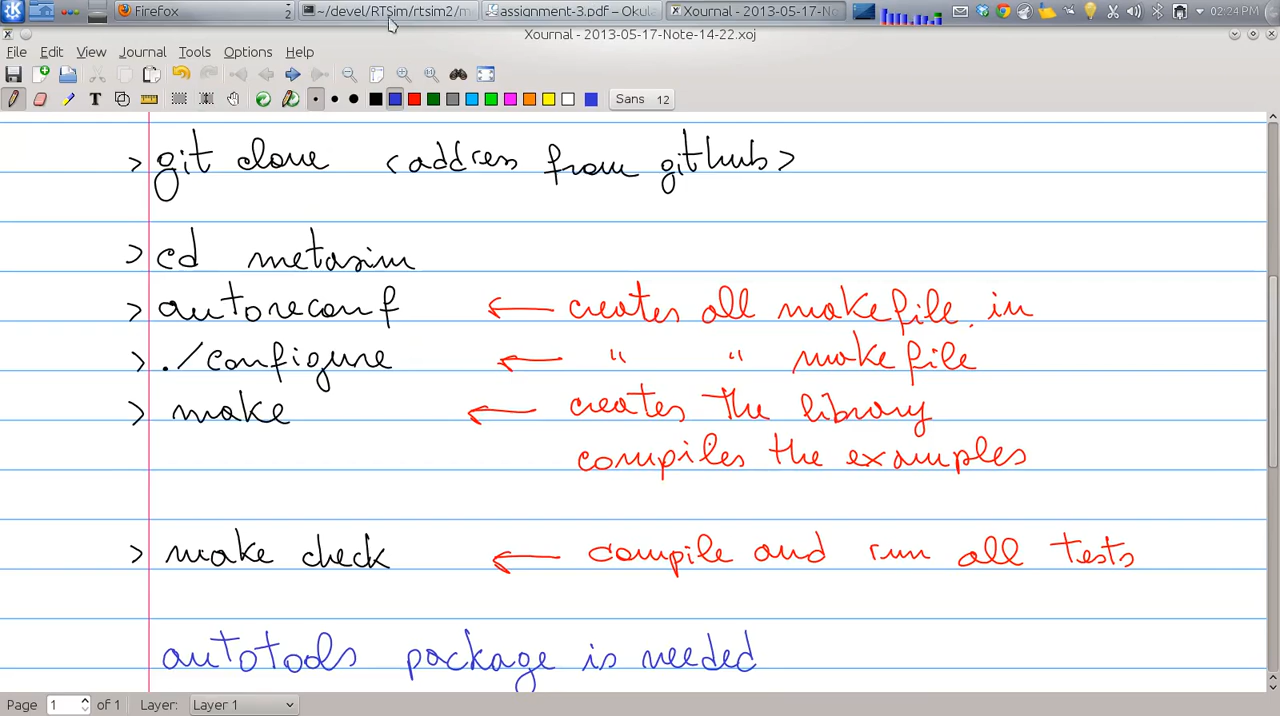 Firefox 2 ~/devel/RTSim/rtsim2/m assignment-3.pdf – Okul Xournal - 2013-05-17-No 02:24 PM
Xournal - 2013-05-17-Note-14-22.xoj
File Edit View Journal Tools Options Help
Sans 12
> git clone <address from github>
> cd metasim
> autoreconf ← creates all makefile.in
> ./configure ← " " makefile
> make ← creates the library
compiles the examples
> make check ← compile and run all tests
autotools package is needed
Page 1 of 1 Layer: Layer 1